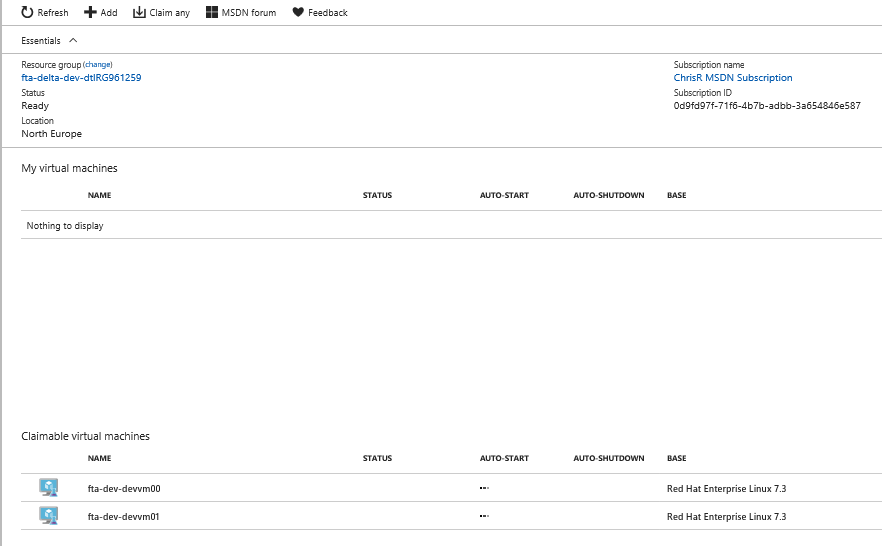 Refresh Add Claim any MSDN forum Feedback
Essentials
Resource group (change) Subscription name
fta-delta-dev-dtlRG961259 ChrisR MSDN Subscription
Status Subscription ID
Ready 0d9fd97f-71f6-4b7b-adbb-3a654846e587
Location
North Europe
My virtual machines
NAME STATUS AUTO-START AUTO-SHUTDOWN BASE
Nothing to display
Claimable virtual machines
NAME STATUS AUTO-START AUTO-SHUTDOWN BASE
fta-dev-devvm00 Red Hat Enterprise Linux 7.3
fta-dev-devvm01 Red Hat Enterprise Linux 7.3